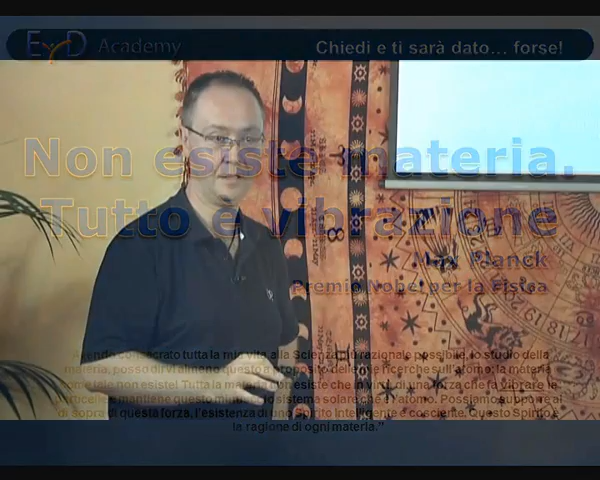 EyD Academy
Chiedi e ti sarà dato... forse!
Non esiste materia.
Tutto è vibrazione
Max Planck
Premio Nobel per la Fisica
Avendo consacrato tutta la mia vita alla Scienza più razionale possibile, lo studio della
materia, posso dirvi almeno questo a proposito delle mie ricerche sull'atomo: la materia
come tale non esiste! Tutta la materia non esiste che in virtù di una forza che fa vibrare le
particelle e mantiene questo minuscolo sistema solare che è l'atomo. Possiamo supporre al
di sopra di questa forza, l'esistenza di uno Spirito Intelligente e cosciente. Questo Spirito è
la ragione di ogni materia."